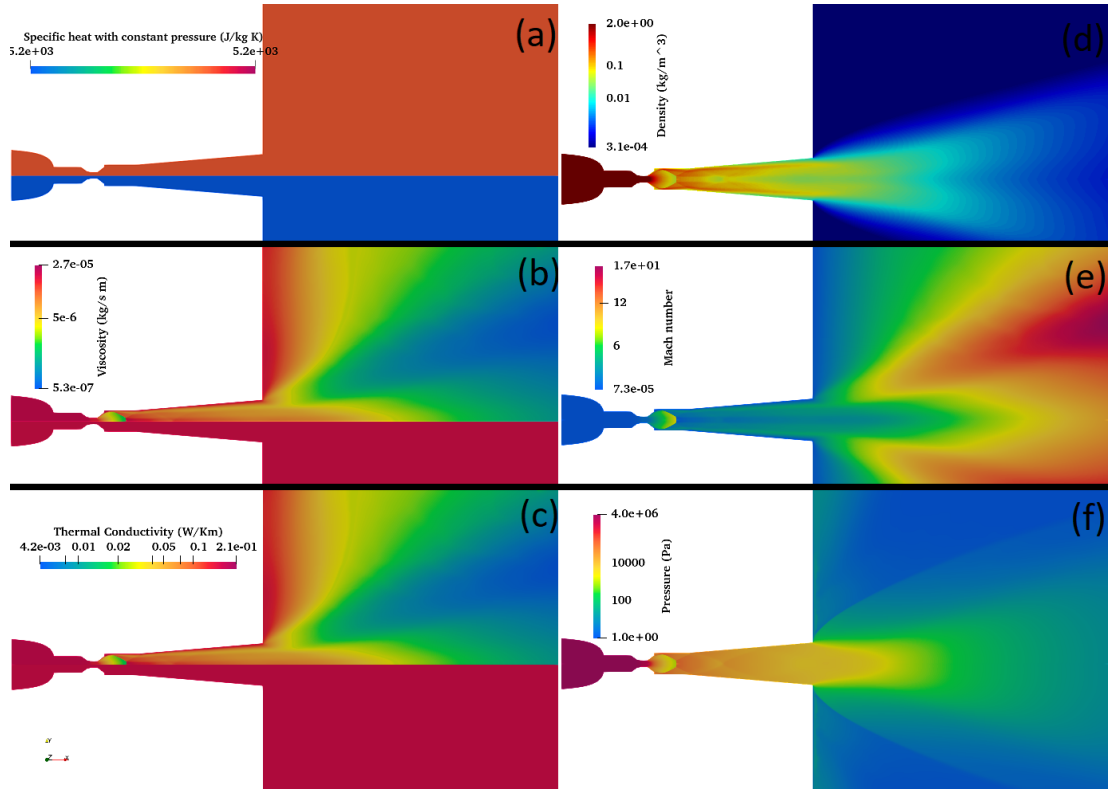 Specific heat with constant pressure (J/kg K)
5.2e+03 5.2e+03
(a)
2.0e+00
0.1
0.01
3.1e-04
Density (kg/m^3)
(d)
2.7e-05
5e-6
5.3e-07
Viscosity (kg/s m)
(b)
1.7e+01
12
6
7.3e-05
Mach number
(e)
Thermal Conductivity (W/Km)
4.2e-03 0.01 0.02 0.05 0.1 2.1e-01
(c)
Y
Z X
4.0e+06
10000
100
1.0e+00
Pressure (Pa)
(f)